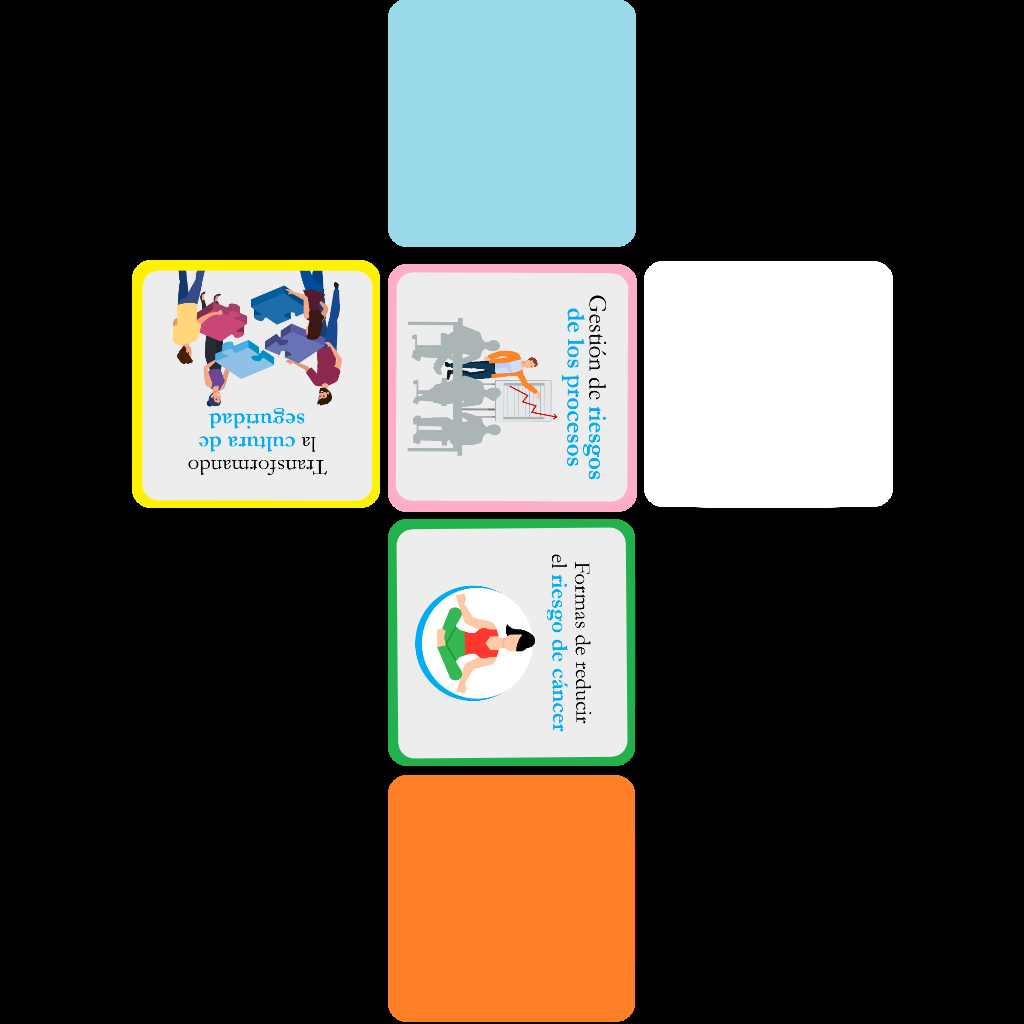 Transformando
la cultura de
seguridad
Gestión de riesgos
de los procesos
Formas de reducir
el riesgo de cáncer